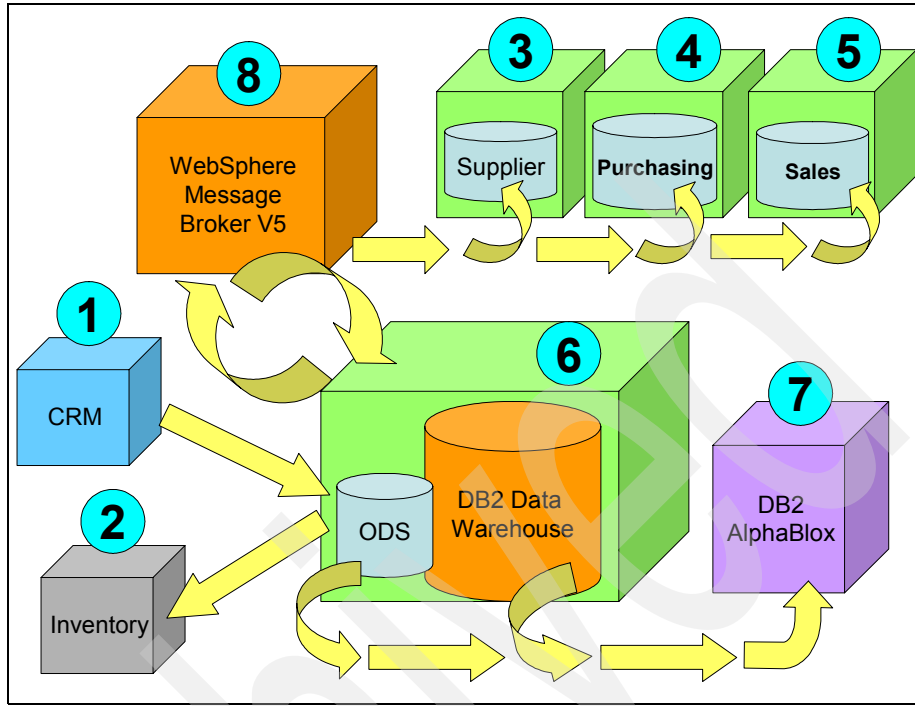 8
3
4
5
WebSphere
Message
Broker V5
Supplier
Purchasing
Sales
1
CRM
6
7
2
ODS
DB2 Data
Warehouse
DB2
AlphaBlox
Inventory